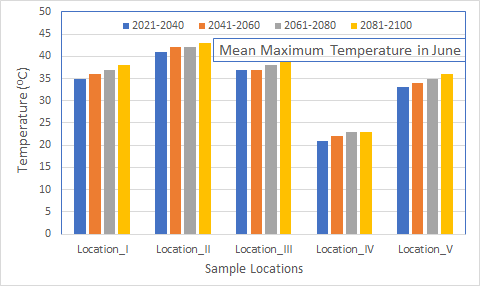 50
2021-2040 2041-2060 2061-2080 2081-2100
45
Mean Maximum Temperature in June
40
35
30
25
20
15
10
5
0
Temperature (⁰C)
Location_I Location_II Location_III Location_IV Location_V
Sample Locations